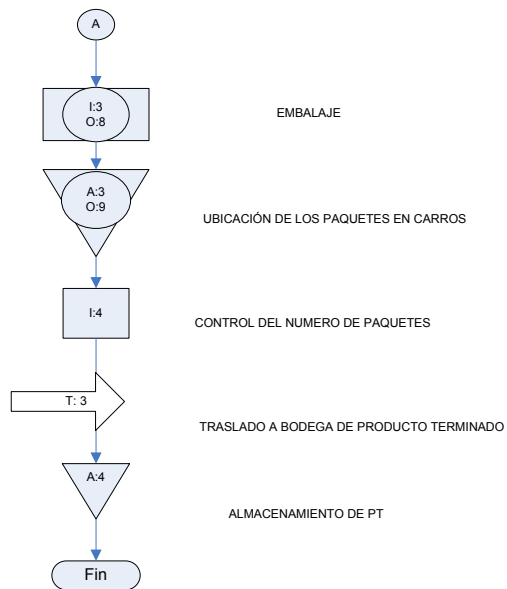 A
I:3
O:8
EMBALAJE
A:3
O:9
UBICACIÓN DE LOS PAQUETES EN CARROS
I:4
CONTROL DEL NUMERO DE PAQUETES
T: 3
TRASLADO A BODEGA DE PRODUCTO TERMINADO
A:4
ALMACENAMIENTO DE PT
Fin